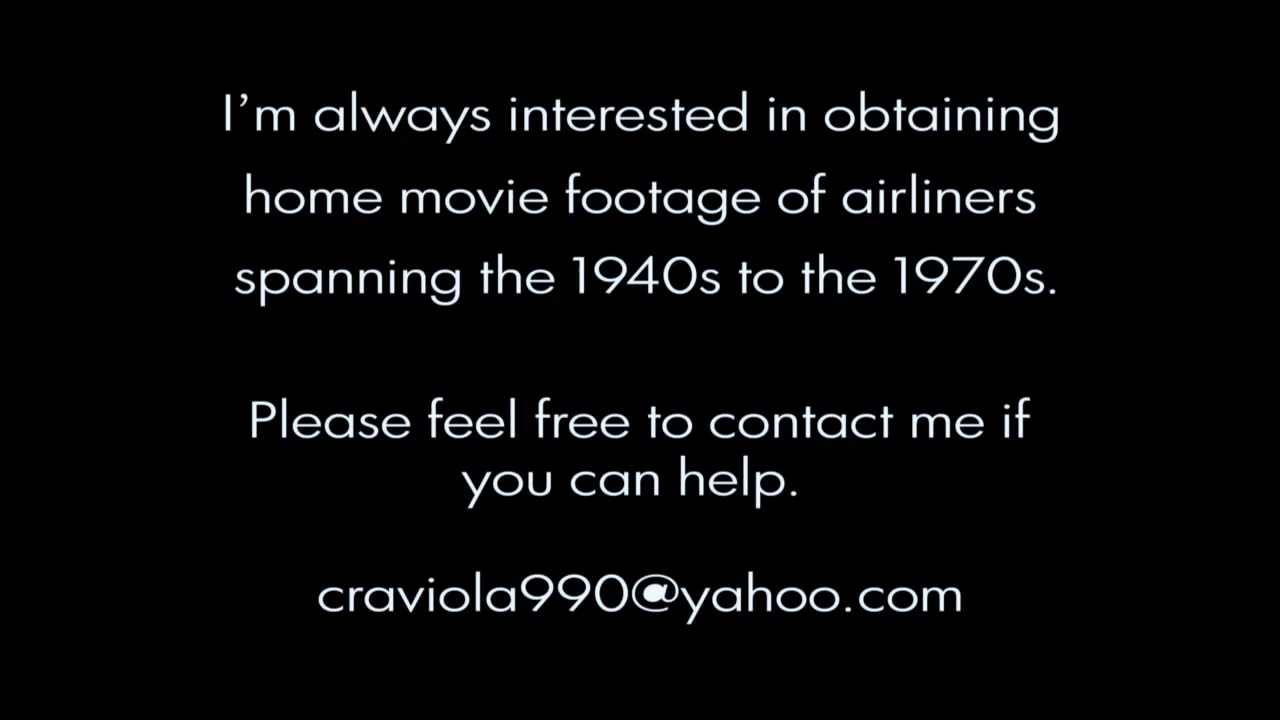 I’m always interested in obtaining
home movie footage of airliners
spanning the 1940s to the 1970s.
Please feel free to contact me if
you can help.
craviola990@yahoo.com